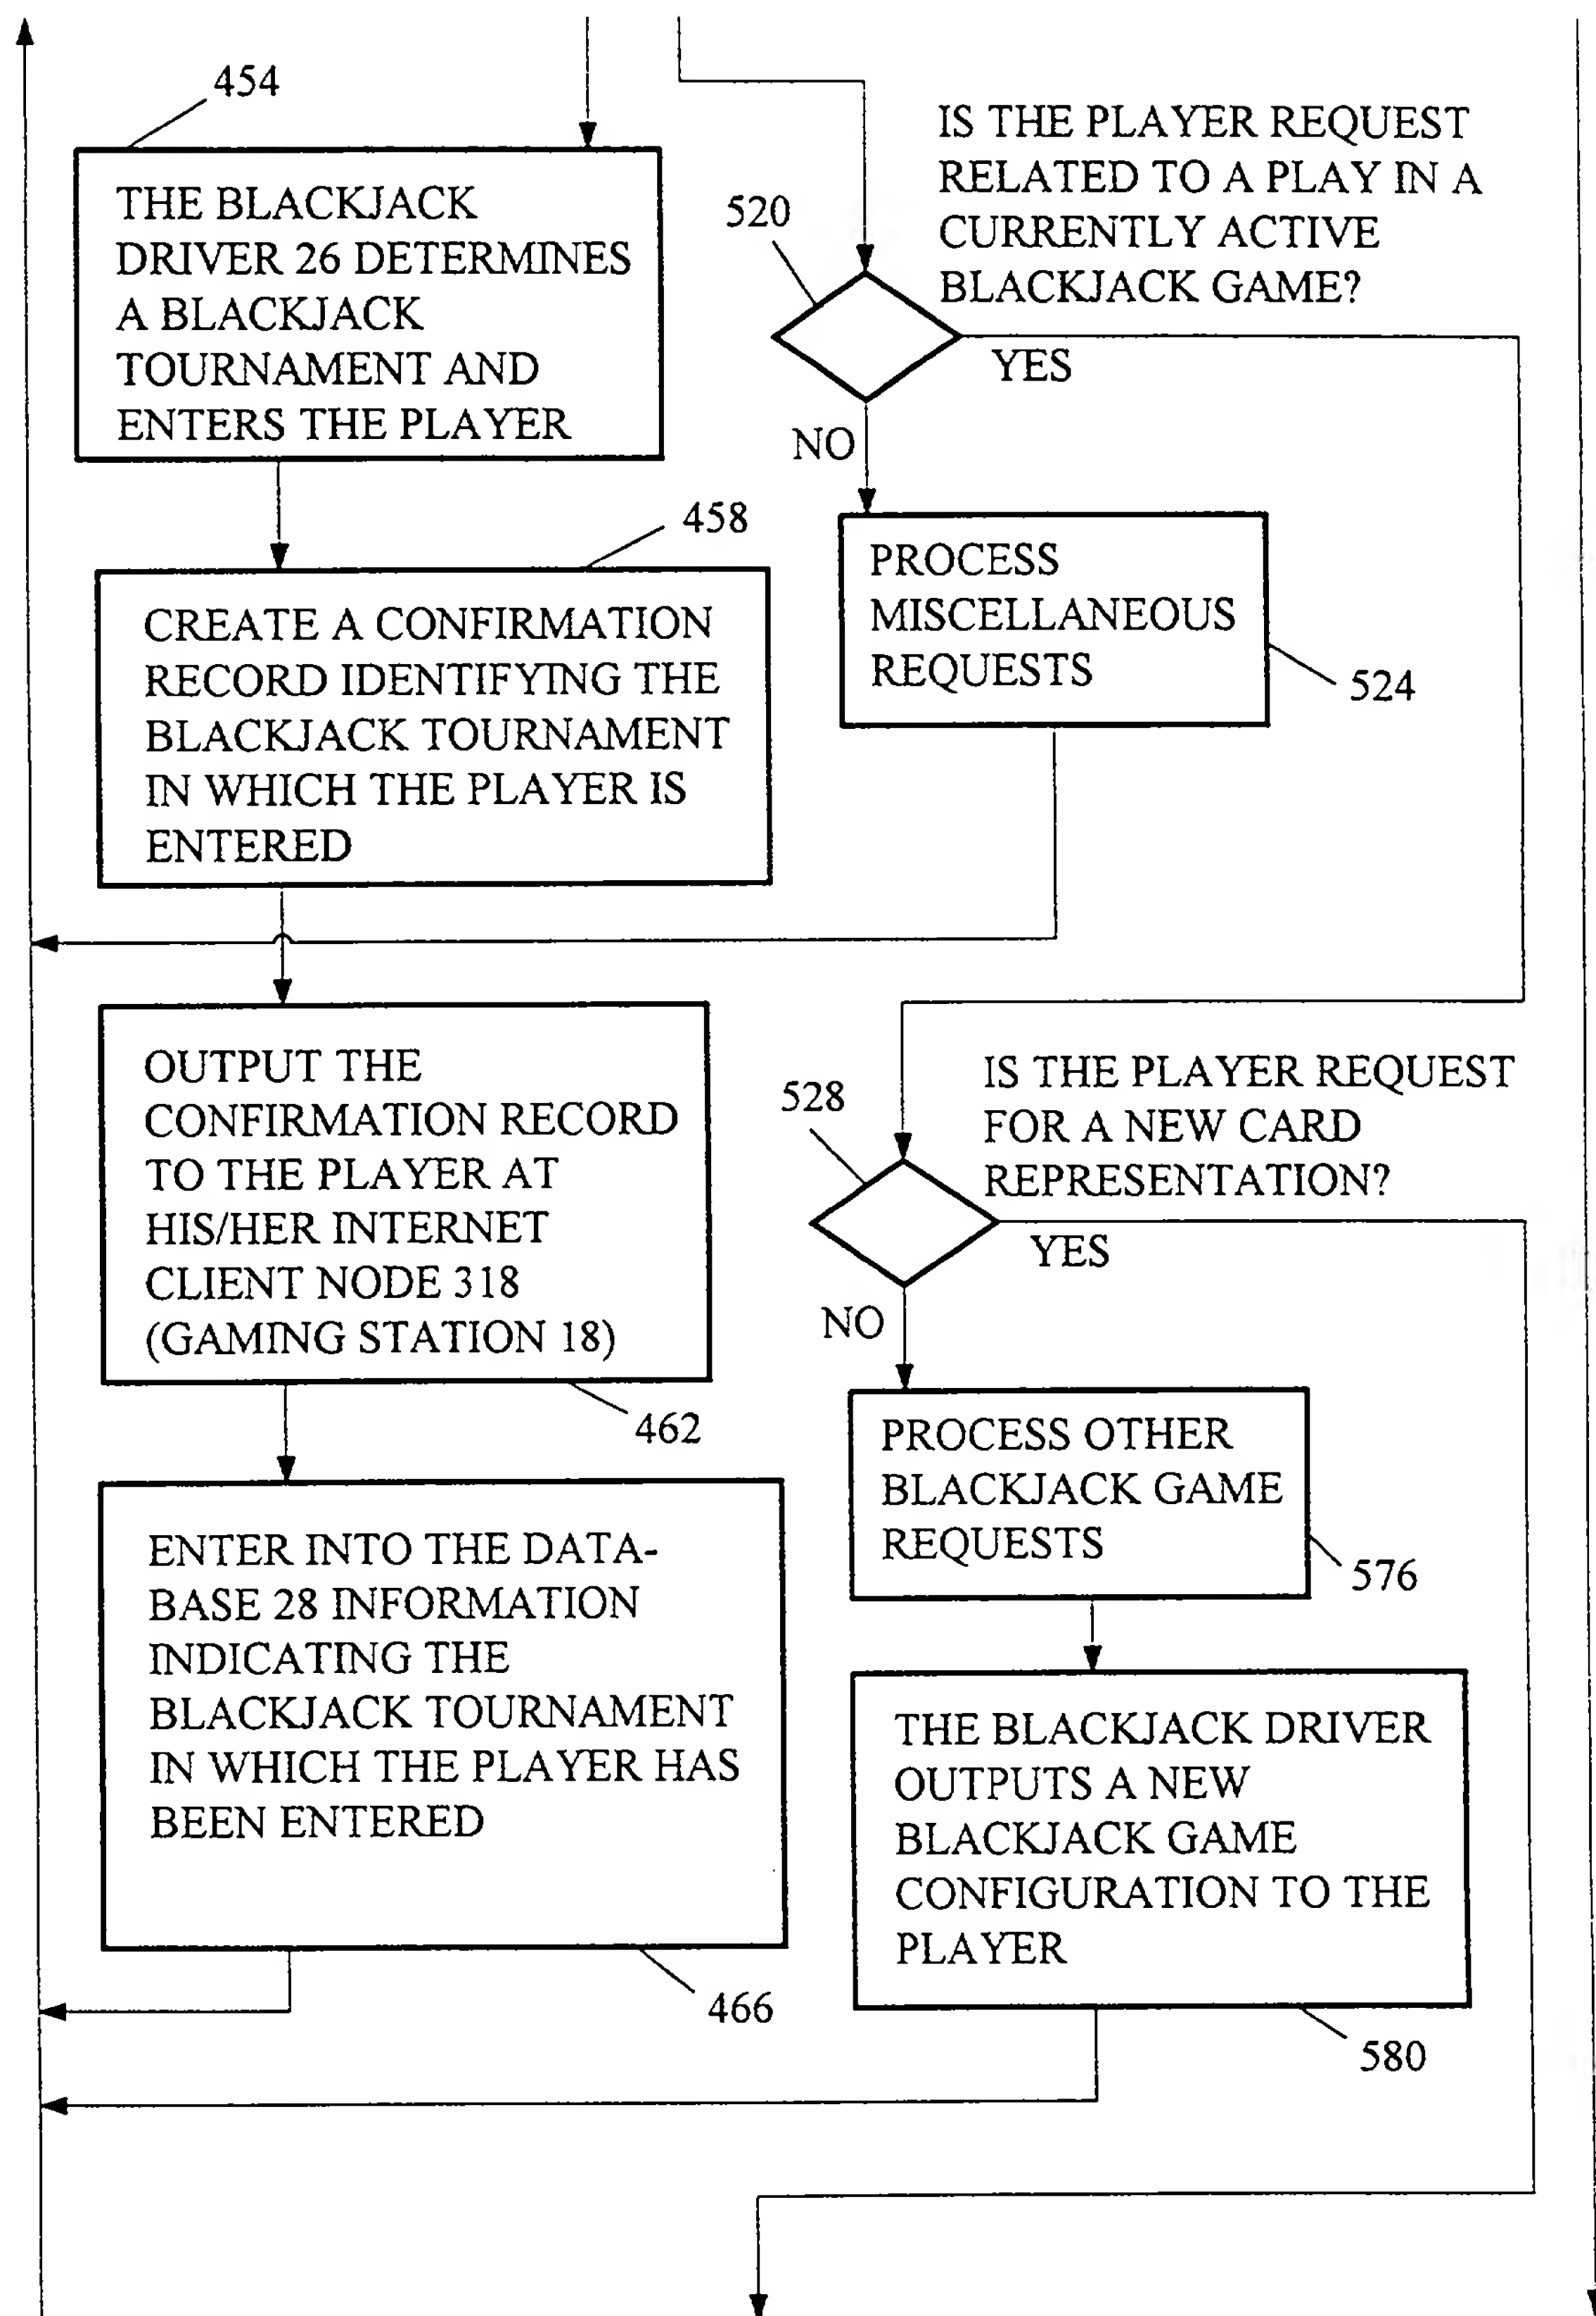 454
THE BLACKJACK
DRIVER 26 DETERMINES
A BLACKJACK
TOURNAMENT AND
ENTERS THE PLAYER
458
CREATE A CONFIRMATION
RECORD IDENTIFYING THE
BLACKJACK TOURNAMENT
IN WHICH THE PLAYER IS
ENTERED
OUTPUT THE
CONFIRMATION RECORD
TO THE PLAYER AT
HIS/HER INTERNET
CLIENT NODE 318
(GAMING STATION 18)
462
ENTER INTO THE DATA-
BASE 28 INFORMATION
INDICATING THE
BLACKJACK TOURNAMENT
IN WHICH THE PLAYER HAS
BEEN ENTERED
466
IS THE PLAYER REQUEST
RELATED TO A PLAY IN A
CURRENTLY ACTIVE
BLACKJACK GAME?
520
YES
NO
PROCESS
MISCELLANEOUS
REQUESTS
524
IS THE PLAYER REQUEST
FOR A NEW CARD
REPRESENTATION?
528
YES
NO
PROCESS OTHER
BLACKJACK GAME
REQUESTS
576
THE BLACKJACK DRIVER
OUTPUTS A NEW
BLACKJACK GAME
CONFIGURATION TO THE
PLAYER
580